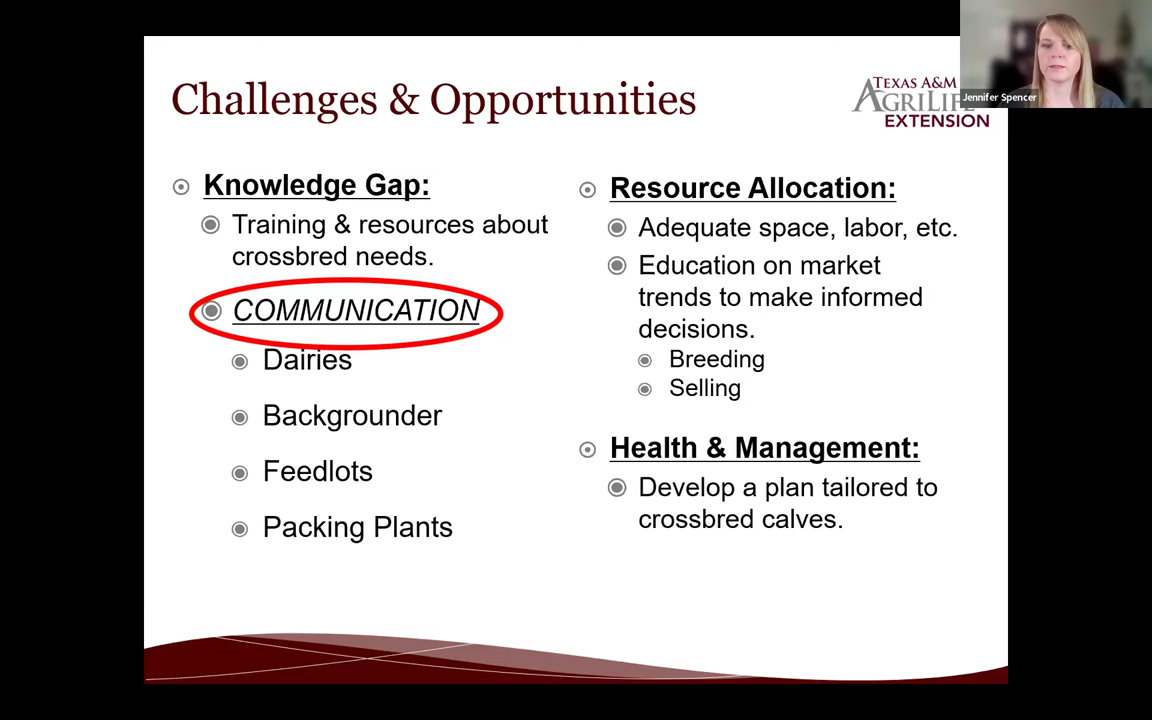 Challenges & Opportunities
TEXAS A&M
AGRILIFE
EXTENSION
Jennifer Spencer
Knowledge Gap:
Training & resources about
crossbred needs.
COMMUNICATION
Dairies
Backgrounder
Feedlots
Packing Plants
Resource Allocation:
Adequate space, labor, etc.
Education on market
trends to make informed
decisions.
Breeding
Selling
Health & Management:
Develop a plan tailored to
crossbred calves.